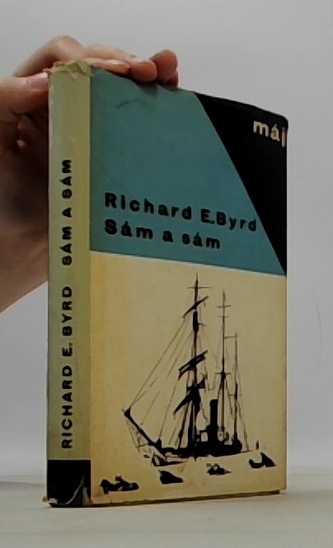 máj
Richard E. Byrd
Sám a sám
RICHARD E. BYRD SÁM A SÁM